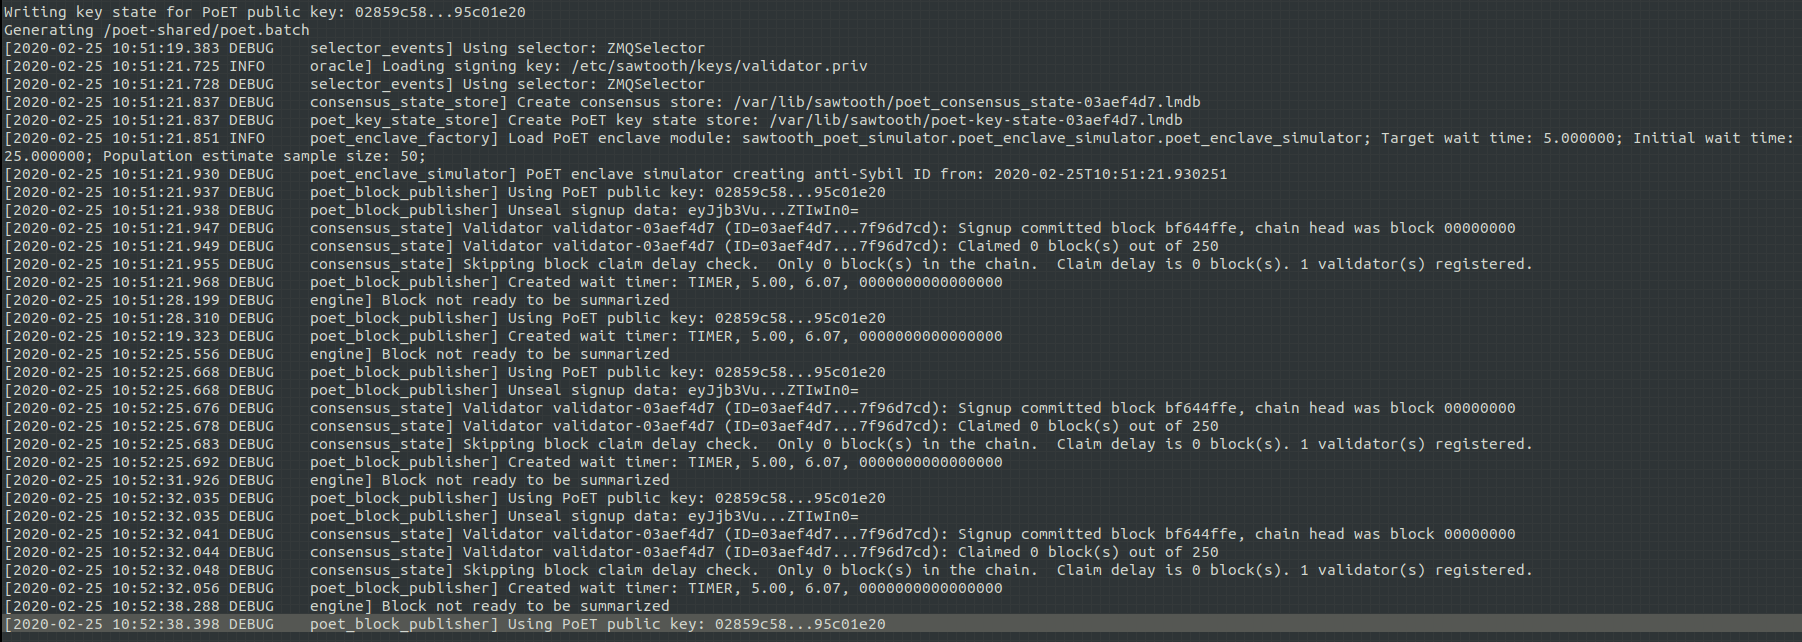 Writing key state for PoET public key: 02859c58...95c01e20
Generating /poet-shared/poet.batch
[2020-02-25 10:51:19.383 DEBUG    selector_events] Using selector: ZMQSelector
[2020-02-25 10:51:21.725 INFO     oracle] Loading signing key: /etc/sawtooth/keys/validator.priv
[2020-02-25 10:51:21.728 DEBUG    selector_events] Using selector: ZMQSelector
[2020-02-25 10:51:21.837 DEBUG    consensus_state_store] Create consensus store: /var/lib/sawtooth/poet_consensus_state-03aef4d7.lmdb
[2020-02-25 10:51:21.837 DEBUG    poet_key_state_store] Create PoET key state store: /var/lib/sawtooth/poet-key-state-03aef4d7.lmdb
[2020-02-25 10:51:21.851 INFO     poet_enclave_factory] Load PoET enclave module: sawtooth_poet_simulator.poet_enclave_simulator.poet_enclave_simulator; Target wait time: 5.000000; Initial wait time:
25.000000; Population estimate sample size: 50;
[2020-02-25 10:51:21.930 DEBUG    poet_enclave_simulator] PoET enclave simulator creating anti-Sybil ID from: 2020-02-25T10:51:21.930251
[2020-02-25 10:51:21.937 DEBUG    poet_block_publisher] Using PoET public key: 02859c58...95c01e20
[2020-02-25 10:51:21.938 DEBUG    poet_block_publisher] Unseal signup data: eyJjb3Vu...ZTIwIn0=
[2020-02-25 10:51:21.947 DEBUG    consensus_state] Validator validator-03aef4d7 (ID=03aef4d7...7f96d7cd): Signup committed block bf644ffe, chain head was block 00000000
[2020-02-25 10:51:21.949 DEBUG    consensus_state] Validator validator-03aef4d7 (ID=03aef4d7...7f96d7cd): Claimed 0 block(s) out of 250
[2020-02-25 10:51:21.955 DEBUG    consensus_state] Skipping block claim delay check.  Only 0 block(s) in the chain.  Claim delay is 0 block(s). 1 validator(s) registered.
[2020-02-25 10:51:21.968 DEBUG    poet_block_publisher] Created wait timer: TIMER, 5.00, 6.07, 0000000000000000
[2020-02-25 10:51:28.199 DEBUG    engine] Block not ready to be summarized
[2020-02-25 10:51:28.310 DEBUG    poet_block_publisher] Using PoET public key: 02859c58...95c01e20
[2020-02-25 10:52:19.323 DEBUG    poet_block_publisher] Created wait timer: TIMER, 5.00, 6.07, 0000000000000000
[2020-02-25 10:52:25.556 DEBUG    engine] Block not ready to be summarized
[2020-02-25 10:52:25.668 DEBUG    poet_block_publisher] Using PoET public key: 02859c58...95c01e20
[2020-02-25 10:52:25.668 DEBUG    poet_block_publisher] Unseal signup data: eyJjb3Vu...ZTIwIn0=
[2020-02-25 10:52:25.676 DEBUG    consensus_state] Validator validator-03aef4d7 (ID=03aef4d7...7f96d7cd): Signup committed block bf644ffe, chain head was block 00000000
[2020-02-25 10:52:25.678 DEBUG    consensus_state] Validator validator-03aef4d7 (ID=03aef4d7...7f96d7cd): Claimed 0 block(s) out of 250
[2020-02-25 10:52:25.683 DEBUG    consensus_state] Skipping block claim delay check.  Only 0 block(s) in the chain.  Claim delay is 0 block(s). 1 validator(s) registered.
[2020-02-25 10:52:25.692 DEBUG    poet_block_publisher] Created wait timer: TIMER, 5.00, 6.07, 0000000000000000
[2020-02-25 10:52:31.926 DEBUG    engine] Block not ready to be summarized
[2020-02-25 10:52:32.035 DEBUG    poet_block_publisher] Using PoET public key: 02859c58...95c01e20
[2020-02-25 10:52:32.035 DEBUG    poet_block_publisher] Unseal signup data: eyJjb3Vu...ZTIwIn0=
[2020-02-25 10:52:32.041 DEBUG    consensus_state] Validator validator-03aef4d7 (ID=03aef4d7...7f96d7cd): Signup committed block bf644ffe, chain head was block 00000000
[2020-02-25 10:52:32.044 DEBUG    consensus_state] Validator validator-03aef4d7 (ID=03aef4d7...7f96d7cd): Claimed 0 block(s) out of 250
[2020-02-25 10:52:32.048 DEBUG    consensus_state] Skipping block claim delay check.  Only 0 block(s) in the chain.  Claim delay is 0 block(s). 1 validator(s) registered.
[2020-02-25 10:52:32.056 DEBUG    poet_block_publisher] Created wait timer: TIMER, 5.00, 6.07, 0000000000000000
[2020-02-25 10:52:38.288 DEBUG    engine] Block not ready to be summarized
[2020-02-25 10:52:38.398 DEBUG    poet_block_publisher] Using PoET public key: 02859c58...95c01e20